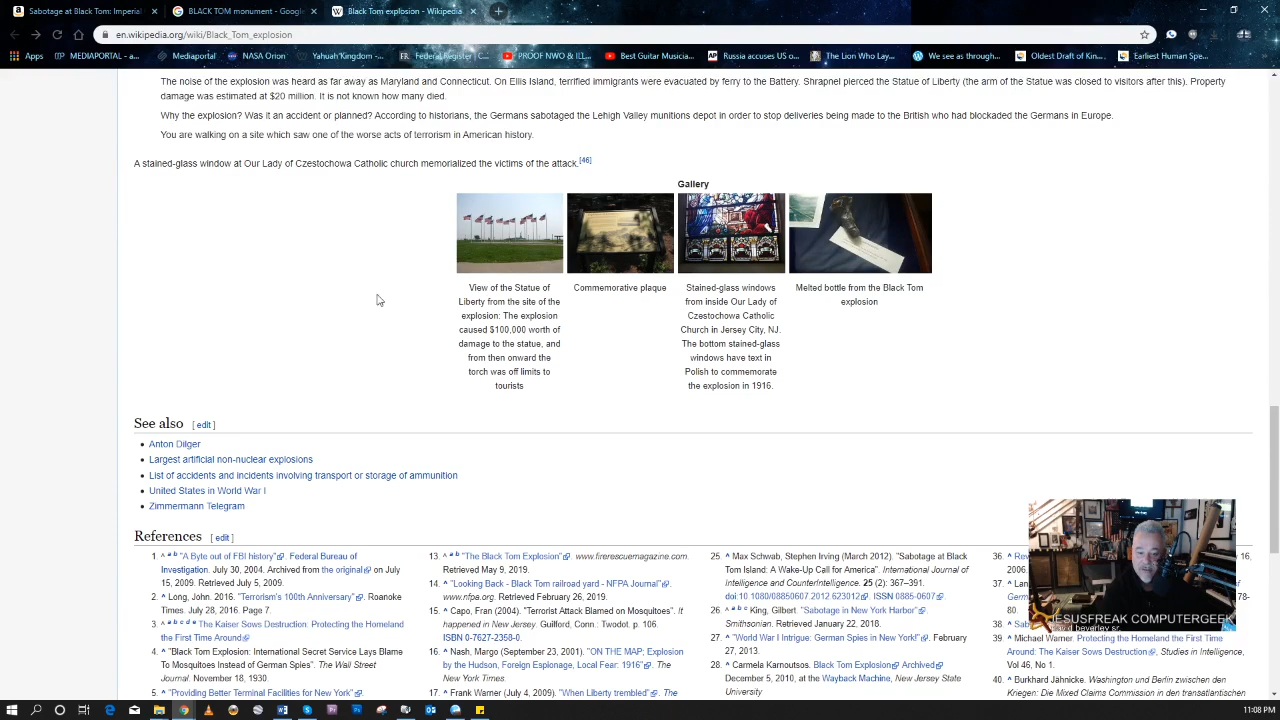 Sabotage at Black Tom: Imperial
BLACK TOM monument - Google
Black Tom explosion - Wikipedia
en.wikipedia.org/wiki/Black_Tom_explosion
Apps
MEDIAPORTAL - a
Mediaportal
NASA Orion
Yahuah'Kingdom -
Federal Register | C
PROOF NWO & ILL
Best Guitar Musicia
Russia accuses US o
The Lion Who Lay
We see as through
Oldest Draft of Kin
Earliest Human Spe
The noise of the explosion was heard as far away as Maryland and Connecticut. On Ellis Island, terrified immigrants were evacuated by ferry to the Battery. Shrapnel pierced the Statue of Liberty (the arm of the Statue was closed to visitors after this). Property
damage was estimated at $20 million. It is not known how many died.
Why the explosion? Was it an accident or planned? According to historians, the Germans sabotaged the Lehigh Valley munitions depot in order to stop deliveries being made to the British who had blockaded the Germans in Europe.
You are walking on a site which saw one of the worse acts of terrorism in American history.
A stained-glass window at Our Lady of Czestochowa Catholic church memorialized the victims of the attack.[46]
Gallery
View of the Statue of
Liberty from the site of the
explosion: The explosion
caused $100,000 worth of
damage to the statue, and
from then onward the
torch was off limits to
tourists
Commemorative plaque
Stained-glass windows
from inside Our Lady of
Czestochowa Catholic
Church in Jersey City, NJ.
The bottom stained-glass
windows have text in
Polish to commemorate
the explosion in 1916.
Melted bottle from the Black Tom
explosion
See also [ edit ]
• Anton Dilger
• Largest artificial non-nuclear explosions
• List of accidents and incidents involving transport or storage of ammunition
• United States in World War I
• Zimmermann Telegram
References [ edit ]
1. ^ a b "A Byte out of FBI history". Federal Bureau of
Investigation. July 30, 2004. Archived from the original on July
15, 2009. Retrieved July 5, 2009.
2. ^ Long, John. 2016. "Terrorism's 100th Anniversary". Roanoke
Times. July 28, 2016. Page 7.
3. ^ a b c d e The Kaiser Sows Destruction: Protecting the Homeland
the First Time Around
4. ^ "Black Tom Explosion: International Secret Service Lays Blame
To Mosquitoes Instead of German Spies". The Wall Street
Journal. November 18, 1930.
5. ^ "Providing Better Terminal Facilities for New York".
13. ^ a b "The Black Tom Explosion". www.firerescuemagazine.com.
Retrieved May 9, 2019.
14. ^ "Looking Back - Black Tom railroad yard - NFPA Journal".
www.nfpa.org. Retrieved February 26, 2019.
15. ^ Capo, Fran (2004). "Terrorist Attack Blamed on Mosquitoes". It
happened in New Jersey. Guilford, Conn.: Twodot. p. 106.
ISBN 0-7627-2358-0.
16. ^ Nash, Margo (September 23, 2001). "ON THE MAP; Explosion
by the Hudson, Foreign Espionage, Local Fear: 1916". The
New York Times.
17. ^ Frank Warner (July 4, 2009). "When Liberty trembled". The
25. ^ Max Schwab, Stephen Irving (March 2012). "Sabotage at Black
Tom Island: A Wake-Up Call for America". International Journal
of Intelligence and CounterIntelligence. 25 (2): 367–391.
doi:10.1080/08850607.2012.623012. ISSN 0885-0607.
26. ^ a b c King, Gilbert. "Sabotage in New York Harbor".
Smithsonian. Retrieved January 22, 2018.
27. ^ "World War I Intrigue: German Spies in New York!". February
27, 2013.
28. ^ Carmela Karnoutsos. Black Tom Explosion Archived
December 5, 2010, at the Wayback Machine, New Jersey State
University
36. ^ Rev 16,
2006.
37. ^ Lan
Germ 78-
80.
38. ^ Sab
39. ^ Michael Warner. Protecting the Homeland the First Time
Around: The Kaiser Sows Destruction. Studies in Intelligence,
Vol 46, No 1.
40. ^ Burkhard Jähnicke. Washington und Berlin zwischen den
Kriegen: Die Mixed Claims Commission in den transatlantischen
JESUSFREAK COMPUTERGEEK
david beverley sr.
11:08 PM